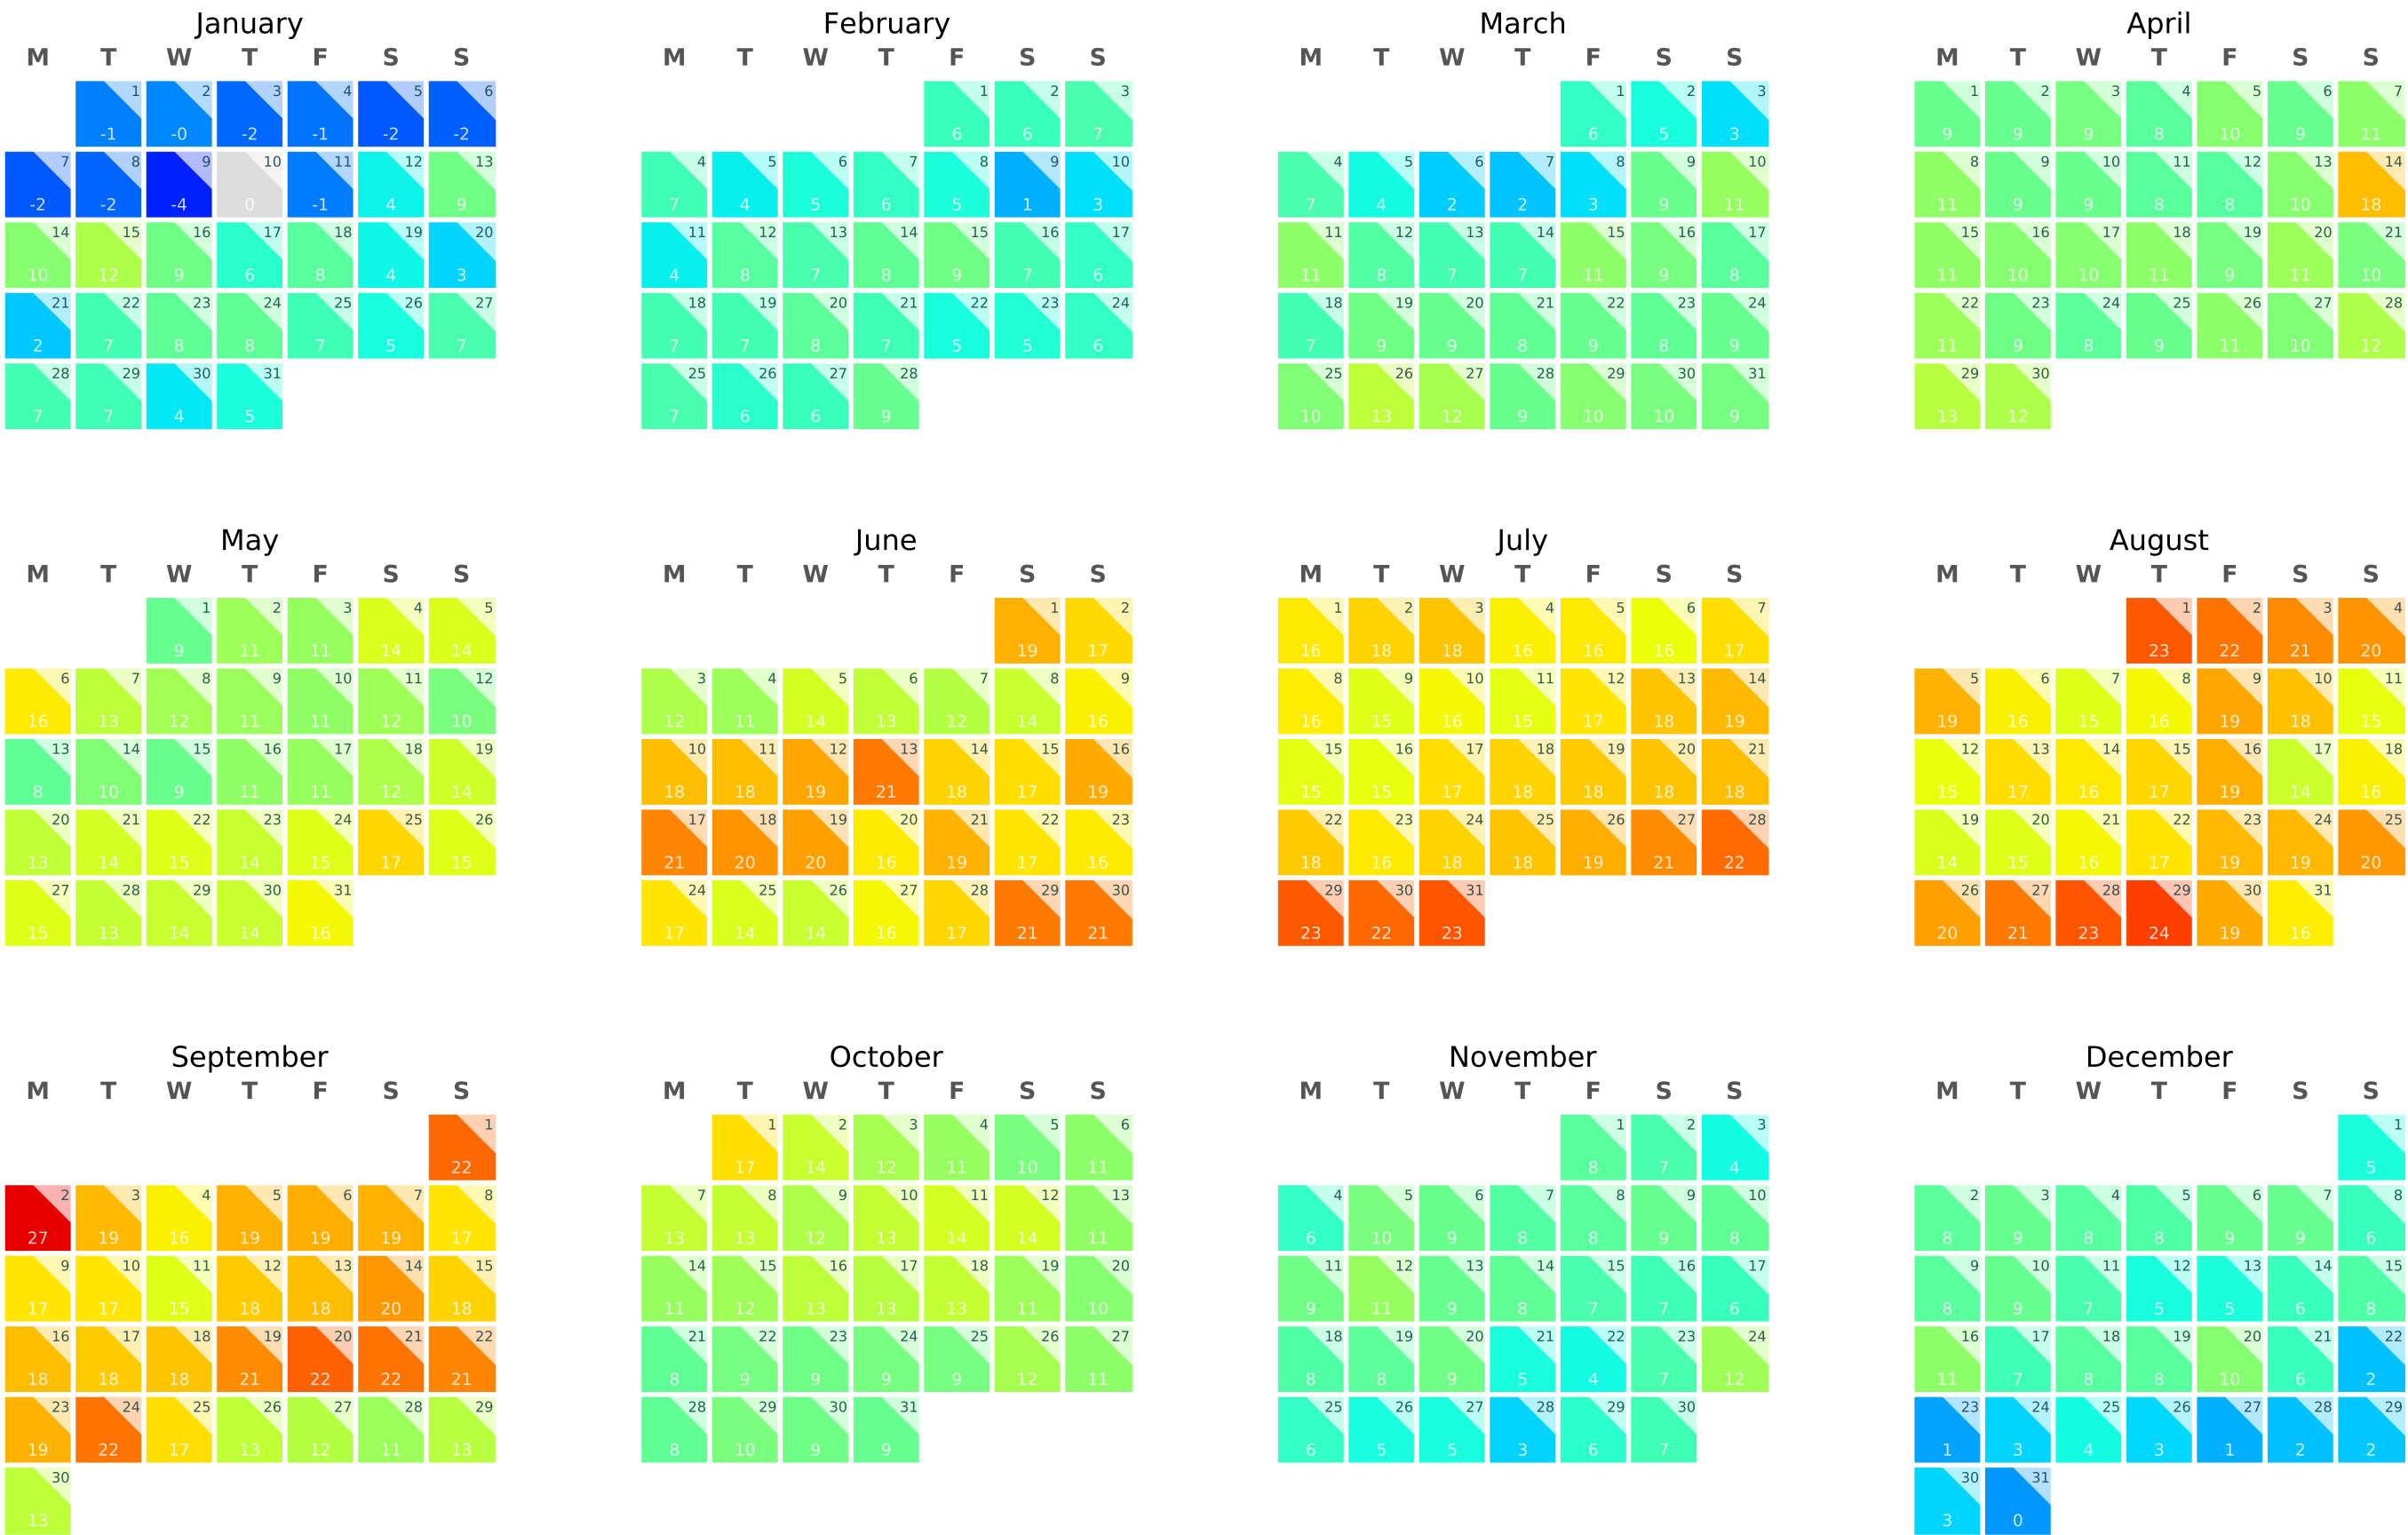 January February March April
M T W T F S S M T W T F S S M T W T F S S M T W T F S S
1 2 3 4 5 6 1 2 3 1 2 3 1 2 3 4 5 6 7
-1 -0 -2 -1 -2 -2 6 6 7 6 5 3 9 9 9 8 10 9 11
7 8 9 10 11 12 13 4 5 6 7 8 9 10 4 5 6 7 8 9 10 8 9 10 11 12 13 14
-2 -2 -4 0 -1 4 9 7 4 5 6 5 1 3 7 4 2 2 3 9 11 11 9 9 8 8 10 18
14 15 16 17 18 19 20 11 12 13 14 15 16 17 11 12 13 14 15 16 17 15 16 17 18 19 20 21
10 12 9 6 8 4 3 4 8 7 8 9 7 6 11 8 7 7 11 9 8 11 10 10 11 9 11 10
21 22 23 24 25 26 27 18 19 20 21 22 23 24 18 19 20 21 22 23 24 22 23 24 25 26 27 28
2 7 8 8 7 5 7 7 7 8 7 5 5 6 7 9 9 8 9 8 9 11 9 8 9 11 10 12
28 29 30 31 25 26 27 28 25 26 27 28 29 30 31 29 30
7 7 4 5 7 6 6 9 10 13 12 9 10 10 9 13 12
May June July August
M T W T F S S M T W T F S S M T W T F S S M T W T F S S
1 2 3 4 5 1 2 1 2 3 4 5 6 7 1 2 3 4
9 11 11 14 14 19 17 16 18 18 16 16 16 17 23 22 21 20
6 7 8 9 10 11 12 3 4 5 6 7 8 9 8 9 10 11 12 13 14 5 6 7 8 9 10 11
16 13 12 11 11 12 10 12 11 14 13 12 14 16 16 15 16 15 17 18 19 19 16 15 16 19 18 15
13 14 15 16 17 18 19 10 11 12 13 14 15 16 15 16 17 18 19 20 21 12 13 14 15 16 17 18
8 10 9 11 11 12 14 18 18 19 21 18 17 19 15 15 17 18 18 18 18 15 17 16 17 19 14 16
20 21 22 23 24 25 26 17 18 19 20 21 22 23 22 23 24 25 26 27 28 19 20 21 22 23 24 25
13 14 15 14 15 17 15 21 20 20 16 19 17 16 18 16 18 18 19 21 22 14 15 16 17 19 19 20
27 28 29 30 31 24 25 26 27 28 29 30 29 30 31 26 27 28 29 30 31
15 13 14 14 16 17 14 14 16 17 21 21 23 22 23 20 21 23 24 19 16
September October November December
M T W T F S S M T W T F S S M T W T F S S M T W T F S S
1 1 2 3 4 5 6 1 2 3 1
22 17 14 12 11 10 11 8 7 4 5
2 3 4 5 6 7 8 7 8 9 10 11 12 13 4 5 6 7 8 9 10 2 3 4 5 6 7 8
27 19 16 19 19 19 17 13 13 12 13 14 14 11 6 10 9 8 8 9 8 8 9 8 8 9 9 6
9 10 11 12 13 14 15 14 15 16 17 18 19 20 11 12 13 14 15 16 17 9 10 11 12 13 14 15
17 17 15 18 18 20 18 11 12 13 13 13 11 10 9 11 9 8 7 7 6 8 9 7 5 5 6 8
16 17 18 19 20 21 22 21 22 23 24 25 26 27 18 19 20 21 22 23 24 16 17 18 19 20 21 22
18 18 18 21 22 22 21 8 9 9 9 9 12 11 8 8 9 5 4 7 12 11 7 8 8 10 6 2
23 24 25 26 27 28 29 28 29 30 31 25 26 27 28 29 30 23 24 25 26 27 28 29
19 22 17 13 12 11 13 8 10 9 9 6 5 5 3 6 7 1 3 4 3 1 2 2
30 30 31
13 3 0